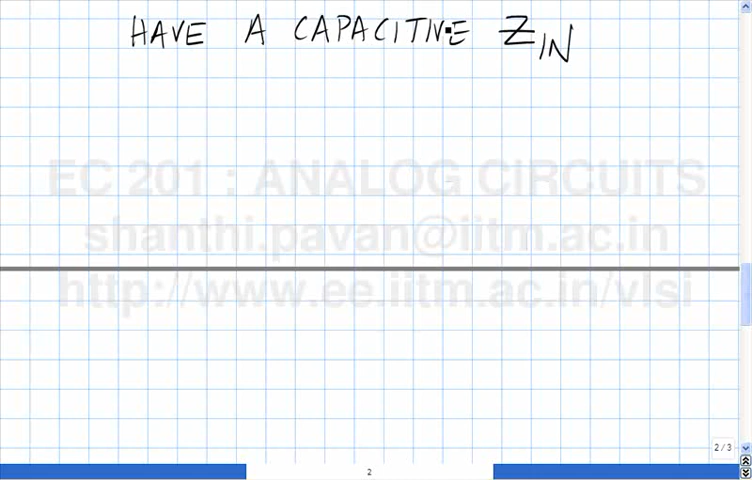 HAVE A CAPACITIVE ZIN
EC 201 : ANALOG CIRCUITS
shanthi.pavan@iitm.ac.in
http://www.ee.iitm.ac.in/vlsi
2 / 3
2